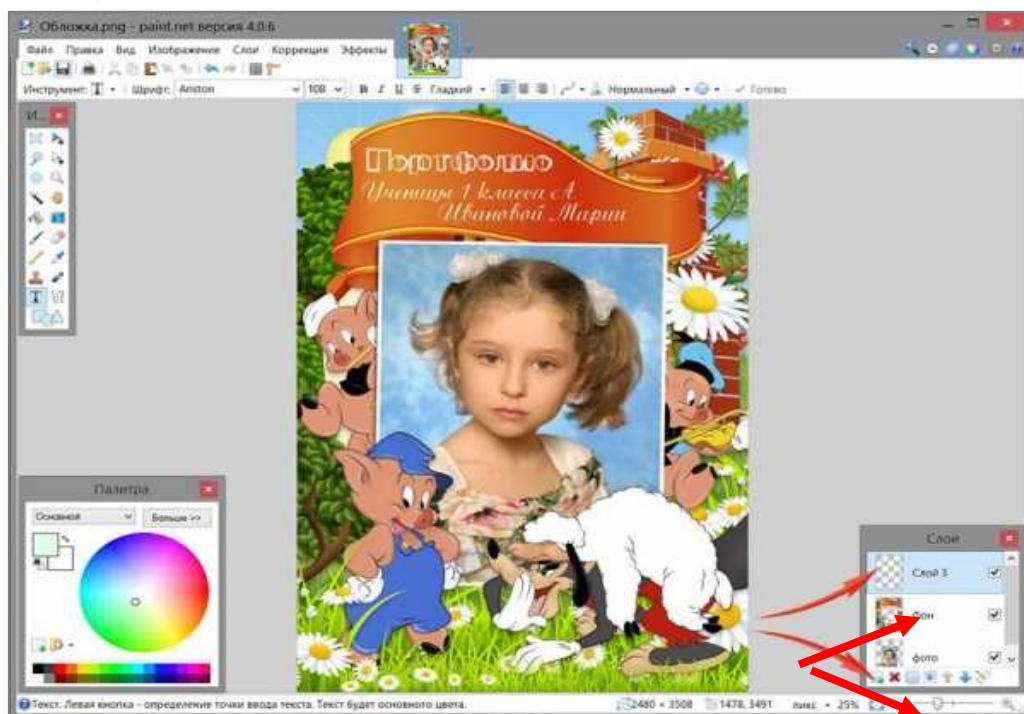 Обложка.png - paint.net версия 4.0.6
Файл Правка Вид Изображение Слои Коррекция Эффекты
Инструмент: Шрифт: Ariston 108 B I U S Гладкий Нормальный Готово
И...
Портфолио
Ученицы 1 класса А
Ивановой Марии
Палитра
Основной Больше >>
Слои
Слой 3
Фон
фото
Текст. Левая кнопка - определение точки ввода текста. Текст будет основного цвета. 2480 × 3508 1478, 3491 пикс 25%